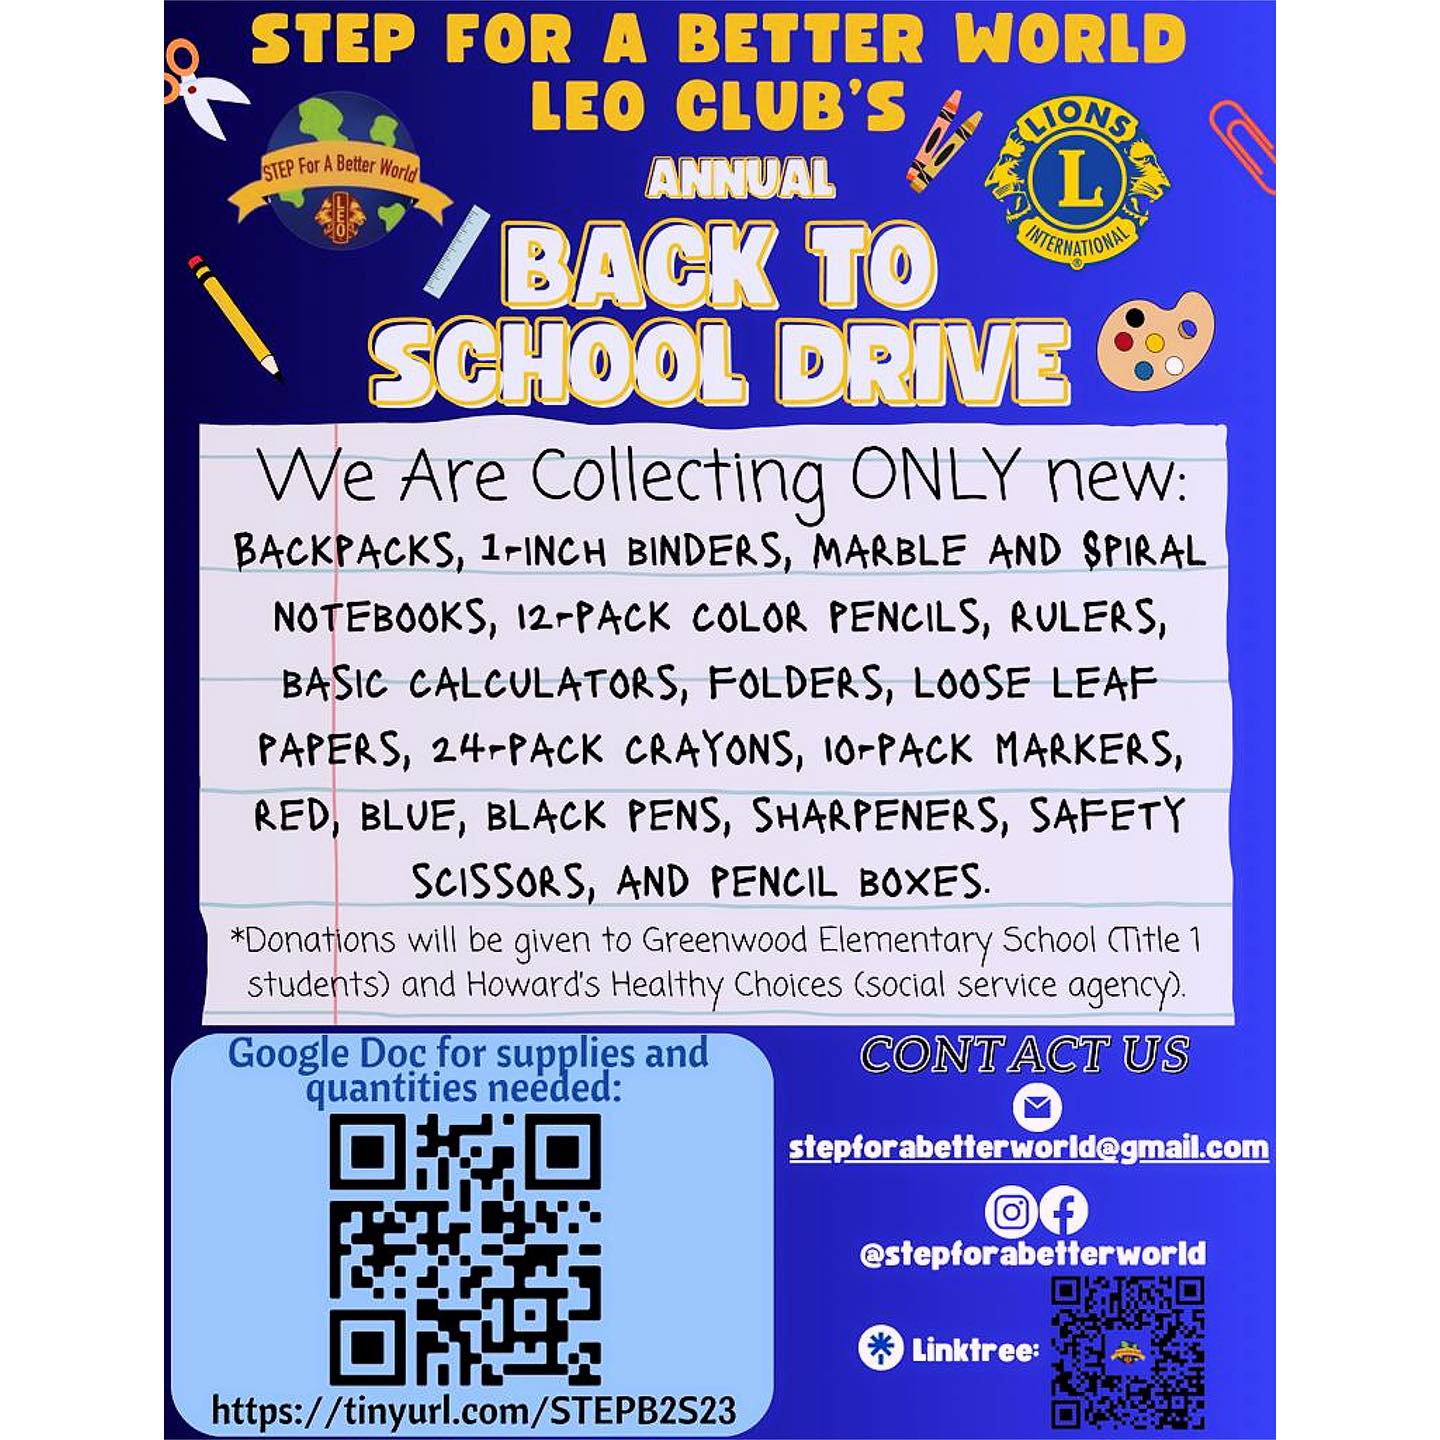 STEP FOR A BETTER WORLD
LEO CLUB'S
STEP For A Better World
LEO
LIONS
L
INTERNATIONAL
®
ANNUAL
BACK TO
SCHOOL DRIVE
We Are Collecting ONLY new:
BACKPACKS, 1-INCH BINDERS, MARBLE AND $PIRAL
NOTEBOOKS, 12-PACK COLOR PENCILS, RULERS,
BASIC CALCULATORS, FOLDERS, LOOSE LEAF
PAPERS, 24-PACK CRAYONS, 10-PACK MARKERS,
RED, BLUE, BLACK PENS, SHARPENERS, SAFETY
SCISSORS, AND PENCIL BOXES.
*Donations will be given to Greenwood Elementary School (Title 1
students) and Howard's Healthy Choices (social service agency).
Google Doc for supplies and
quantities needed:
https://tinyurl.com/STEPB2S23
CONTACT US
stepforabetterworld@gmail.com
@stepforabetterworld
Linktree: